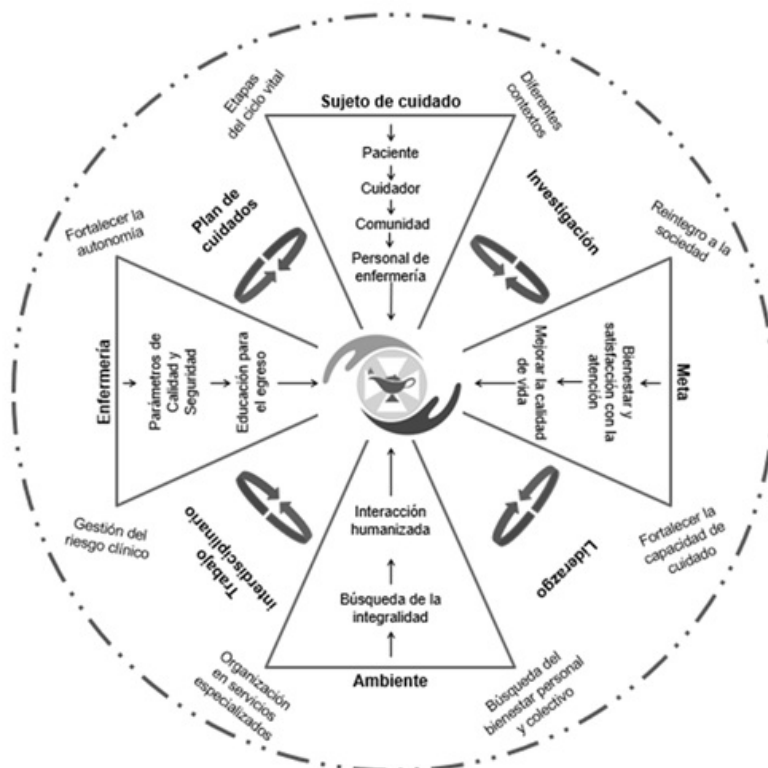 Etapas
del ciclo vital
Sujeto de cuidado
Diferentes
contextos
Paciente
Cuidador
Comunidad
Personal de
enfermería
Plan de
cuidados
Investigación
Fortalecer la
autonomía
Reintegro a la
sociedad
Enfermería
Parámetros de
Calidad y
Seguridad
Educación para
el egreso
Mejorar la calidad
de vida
Bienestar y
satisfacción con la
atención
Meta
Gestión del
riesgo clínico
Trabajo
interdisciplinario
Interacción
humanizada
Búsqueda de la
integralidad
Ambiente
Liderazgo
Fortalecer la
capacidad de
cuidado
Organización
en servicios
especializados
Búsqueda del
bienestar personal
y colectivo